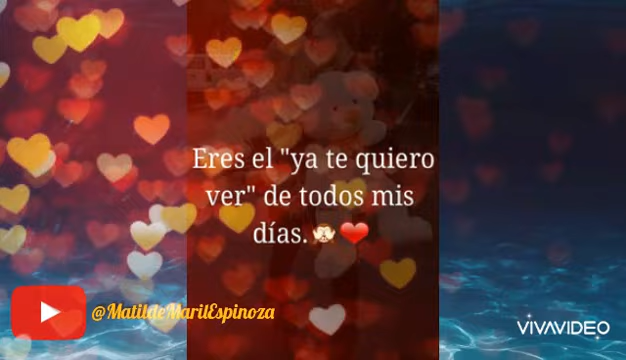 Eres el "ya te quiero
ver" de todos mis
días.🙈❤️
@MatildeMarilEspinoza
VIVAVIDEO